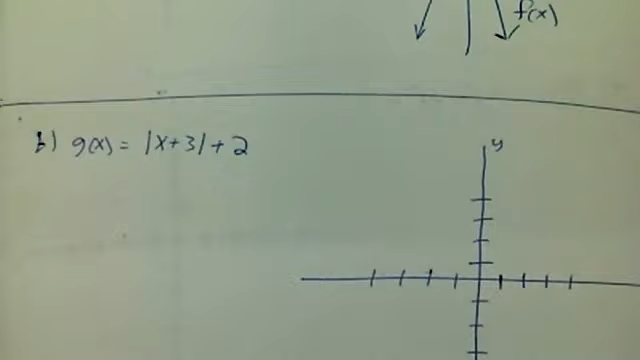 f(x)
b) g(x) = |x+3| + 2
y